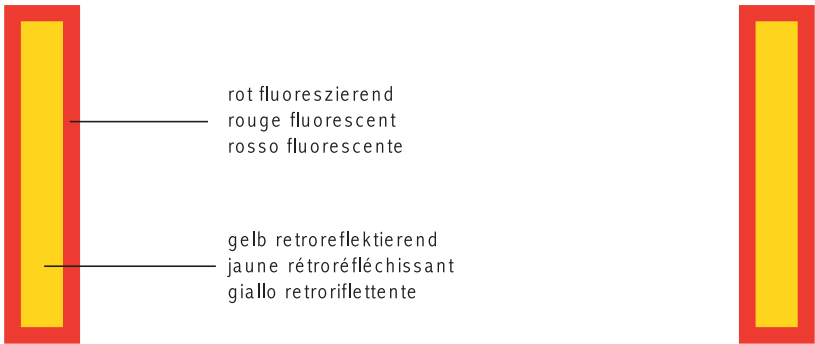 rot fluoreszierend
rouge fluorescent
rosso fluorescente
gelb retroreflektierend
jaune rétroréfléchissant
giallo retroriflettente